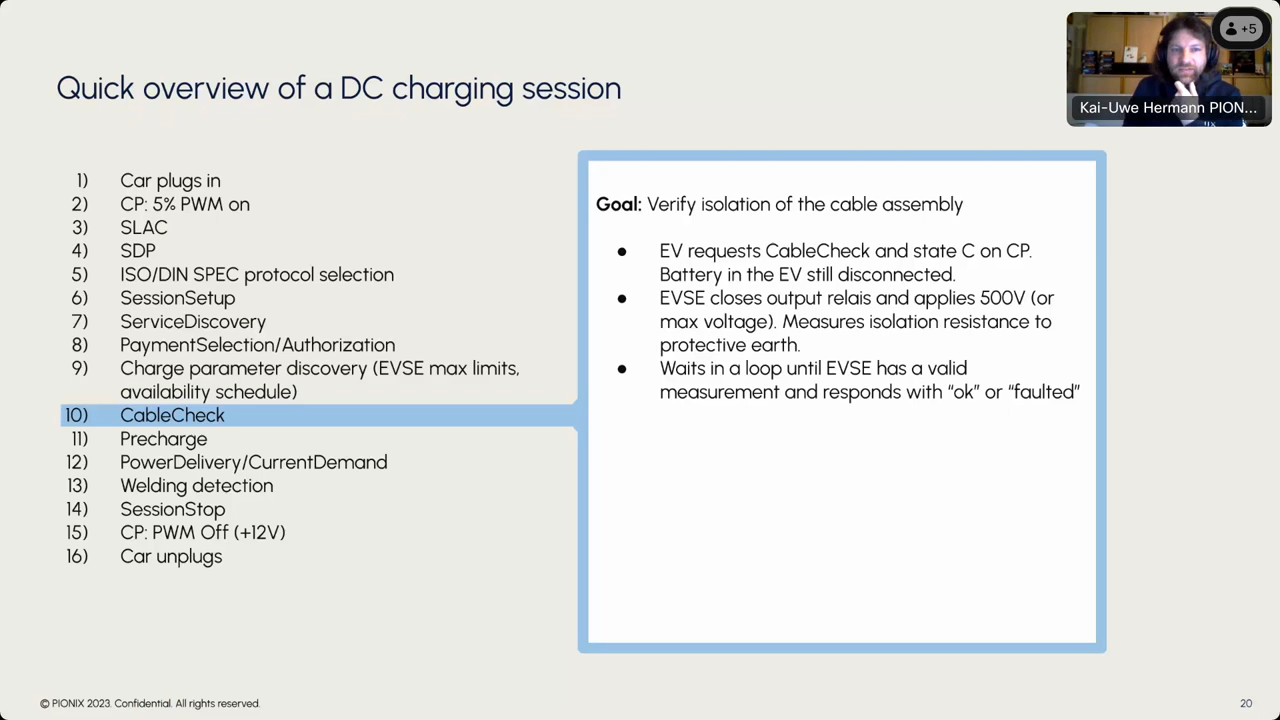 +5
Kai-Uwe Hermann PION...
Quick overview of a DC charging session
1) Car plugs in
2) CP: 5% PWM on
3) SLAC
4) SDP
5) ISO/DIN SPEC protocol selection
6) SessionSetup
7) ServiceDiscovery
8) PaymentSelection/Authorization
9) Charge parameter discovery (EVSE max limits,
availability schedule)
10) CableCheck
11) Precharge
12) PowerDelivery/CurrentDemand
13) Welding detection
14) SessionStop
15) CP: PWM Off (+12V)
16) Car unplugs
Goal: Verify isolation of the cable assembly
● EV requests CableCheck and state C on CP.
Battery in the EV still disconnected.
● EVSE closes output relais and applies 500V (or
max voltage). Measures isolation resistance to
protective earth.
● Waits in a loop until EVSE has a valid
measurement and responds with “ok” or “faulted”
© PIONIX 2023. Confidential. All rights reserved.
20